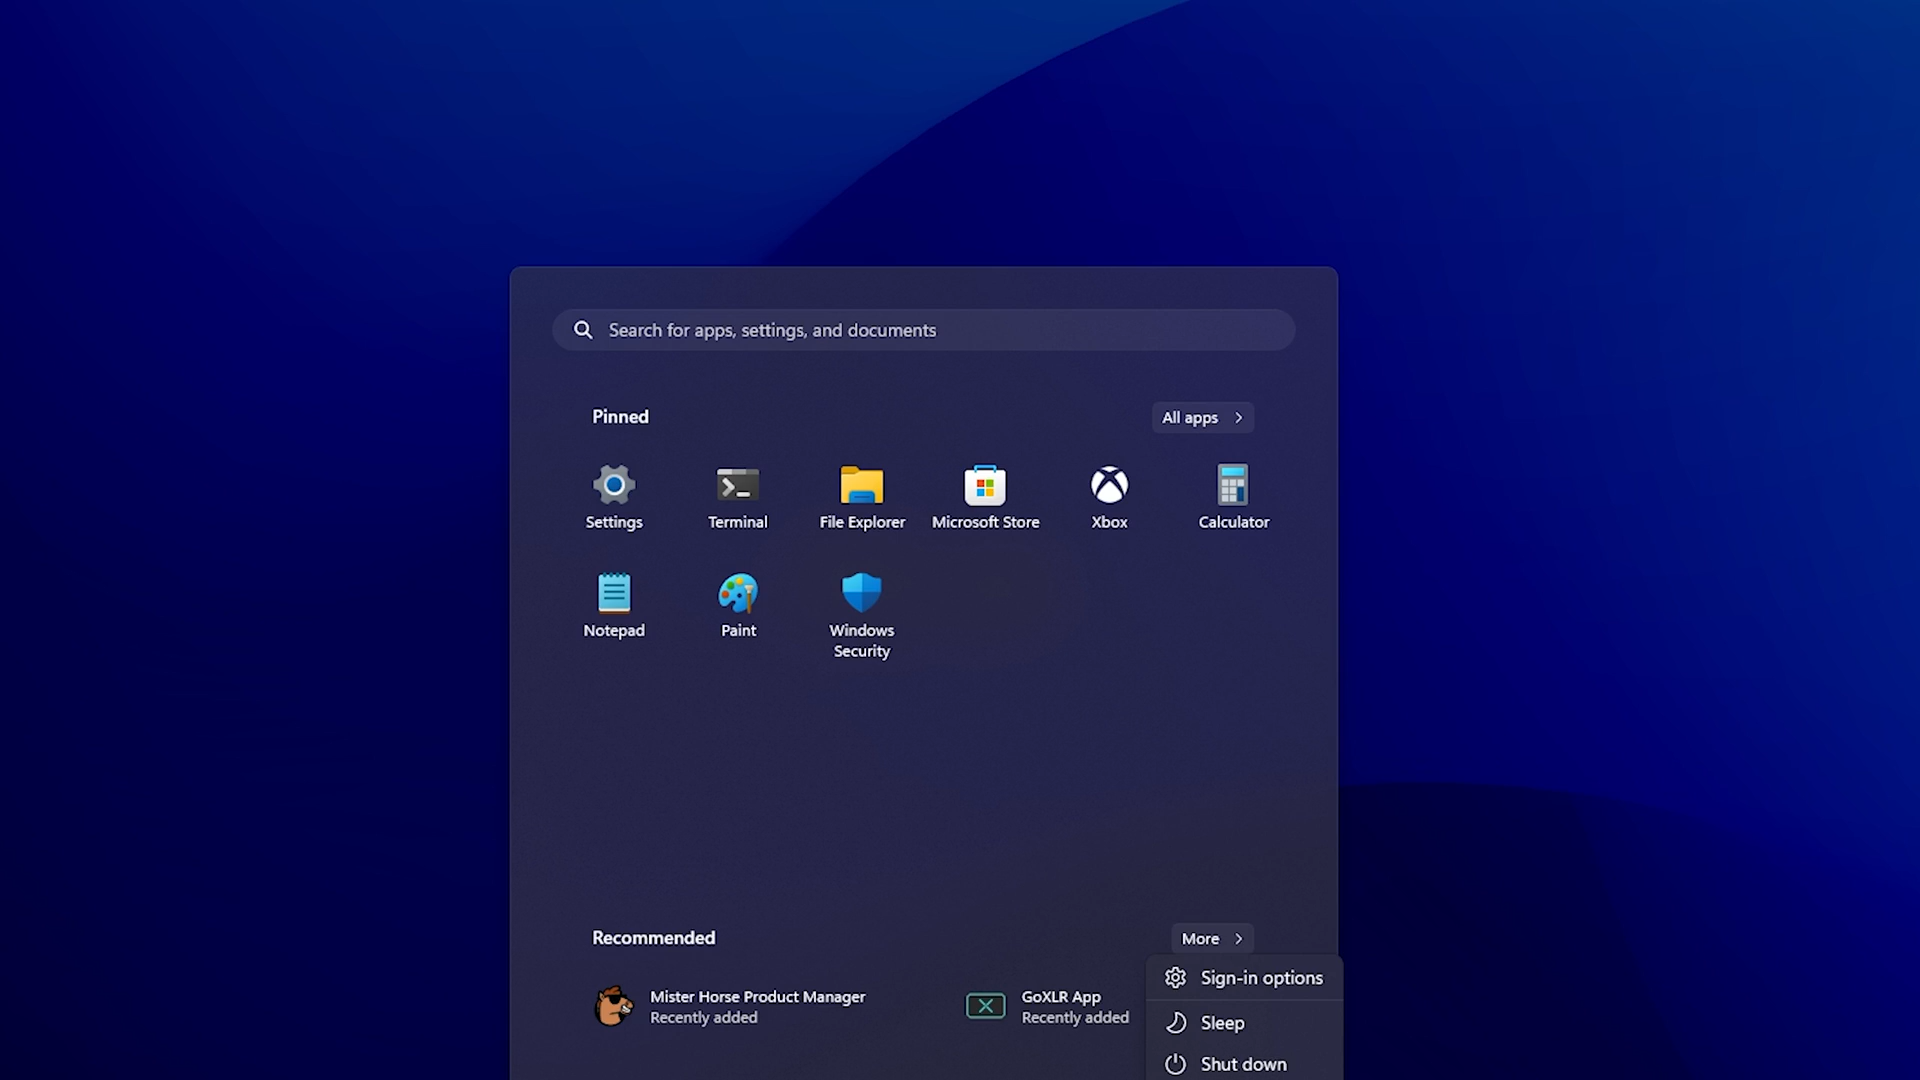 Search for apps, settings, and documents
Pinned
All apps
Settings
Terminal
File Explorer
Microsoft Store
Xbox
Calculator
Notepad
Paint
Windows
Security
Recommended
More
Mister Horse Product Manager
Recently added
GoXLR App
Recently added
Sign-in options
Sleep
Shut down